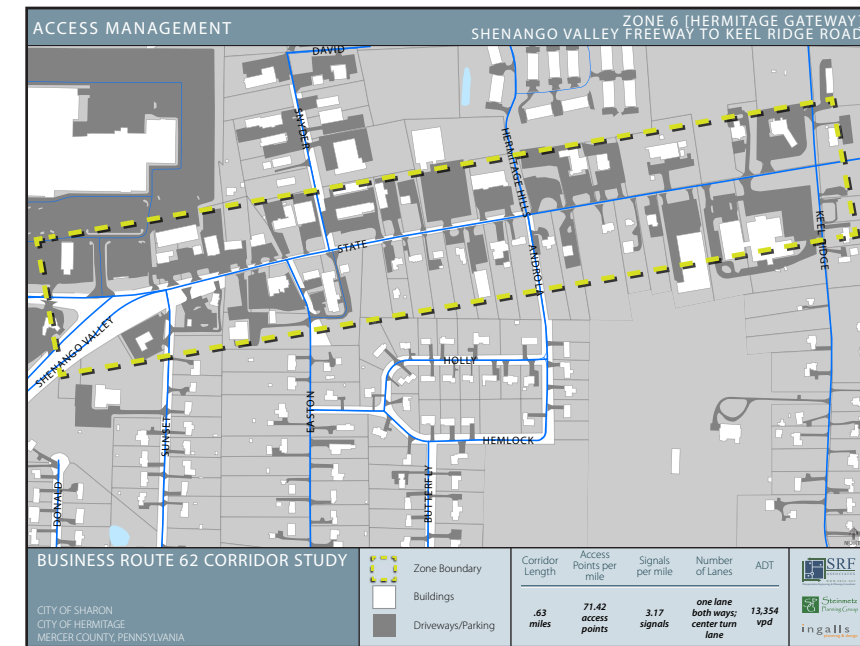 ACCESS MANAGEMENT
ZONE 6 [HERMITAGE GATEWAY]
SHENANGO VALLEY FREEWAY TO KEEL RIDGE ROAD
DAVID
SNYDER
HERMITAGE HILLS
STATE
ANDROLA
KEEL RIDGE
SHENANGO VALLEY
HOLLY
EASTON
SUNSET
HEMLOCK
BUTTERFLY
DONALD
BUSINESS ROUTE 62 CORRIDOR STUDY
CITY OF SHARON
CITY OF HERMITAGE
MERCER COUNTY, PENNSYLVANIA
Zone Boundary
Buildings
Driveways/Parking
Corridor
Length
.63
miles
Access
Points per
mile
71.42
access
points
Signals
per mile
3.17
signals
Number
of Lanes
one lane
both ways;
center turn
lane
ADT
13,354
vpd
SRF
Steinmetz
Planning Group
ingalls